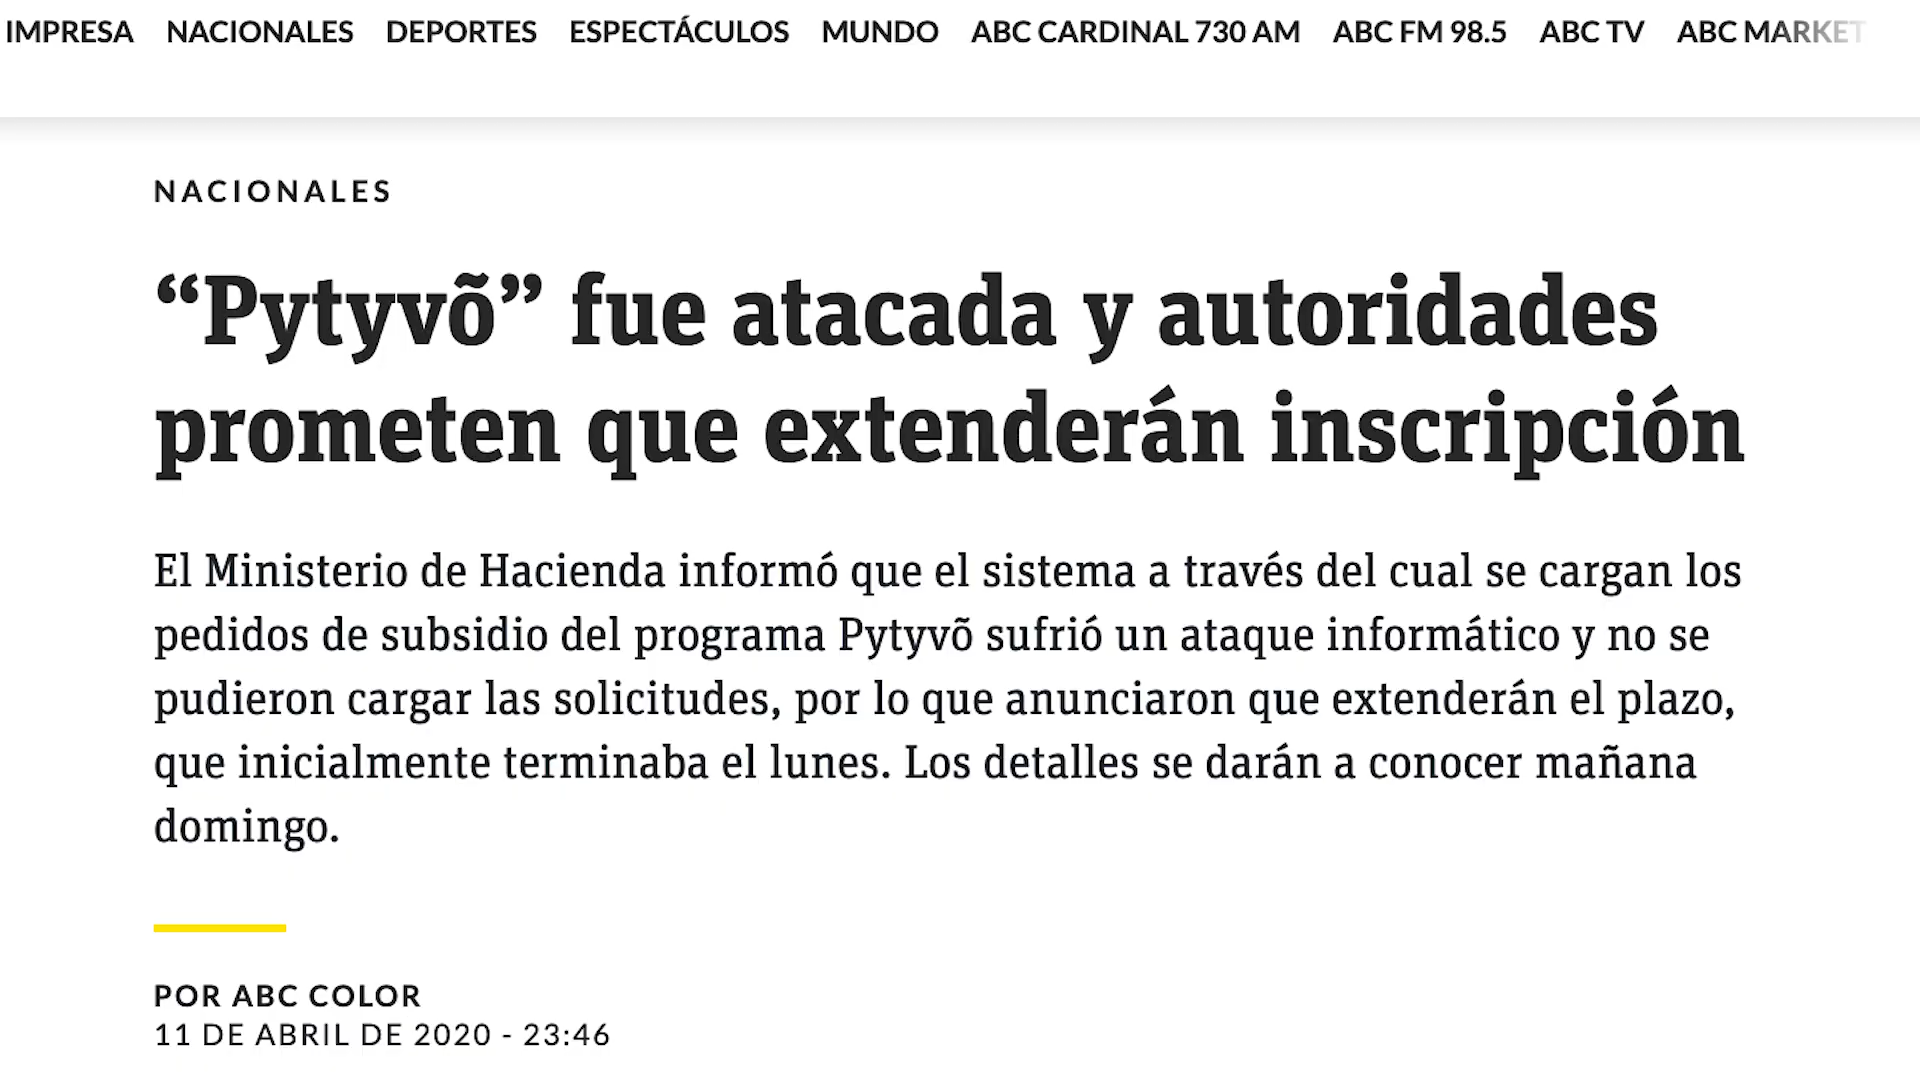 IMPRESA NACIONALES DEPORTES ESPECTÁCULOS MUNDO ABC CARDINAL 730 AM ABC FM 98.5 ABC TV ABC MARKET
NACIONALES
“Pytyvõ” fue atacada y autoridades
prometen que extenderán inscripción
El Ministerio de Hacienda informó que el sistema a través del cual se cargan los
pedidos de subsidio del programa Pytyvõ sufrió un ataque informático y no se
pudieron cargar las solicitudes, por lo que anunciaron que extenderán el plazo,
que inicialmente terminaba el lunes. Los detalles se darán a conocer mañana
domingo.
POR ABC COLOR
11 DE ABRIL DE 2020 - 23:46